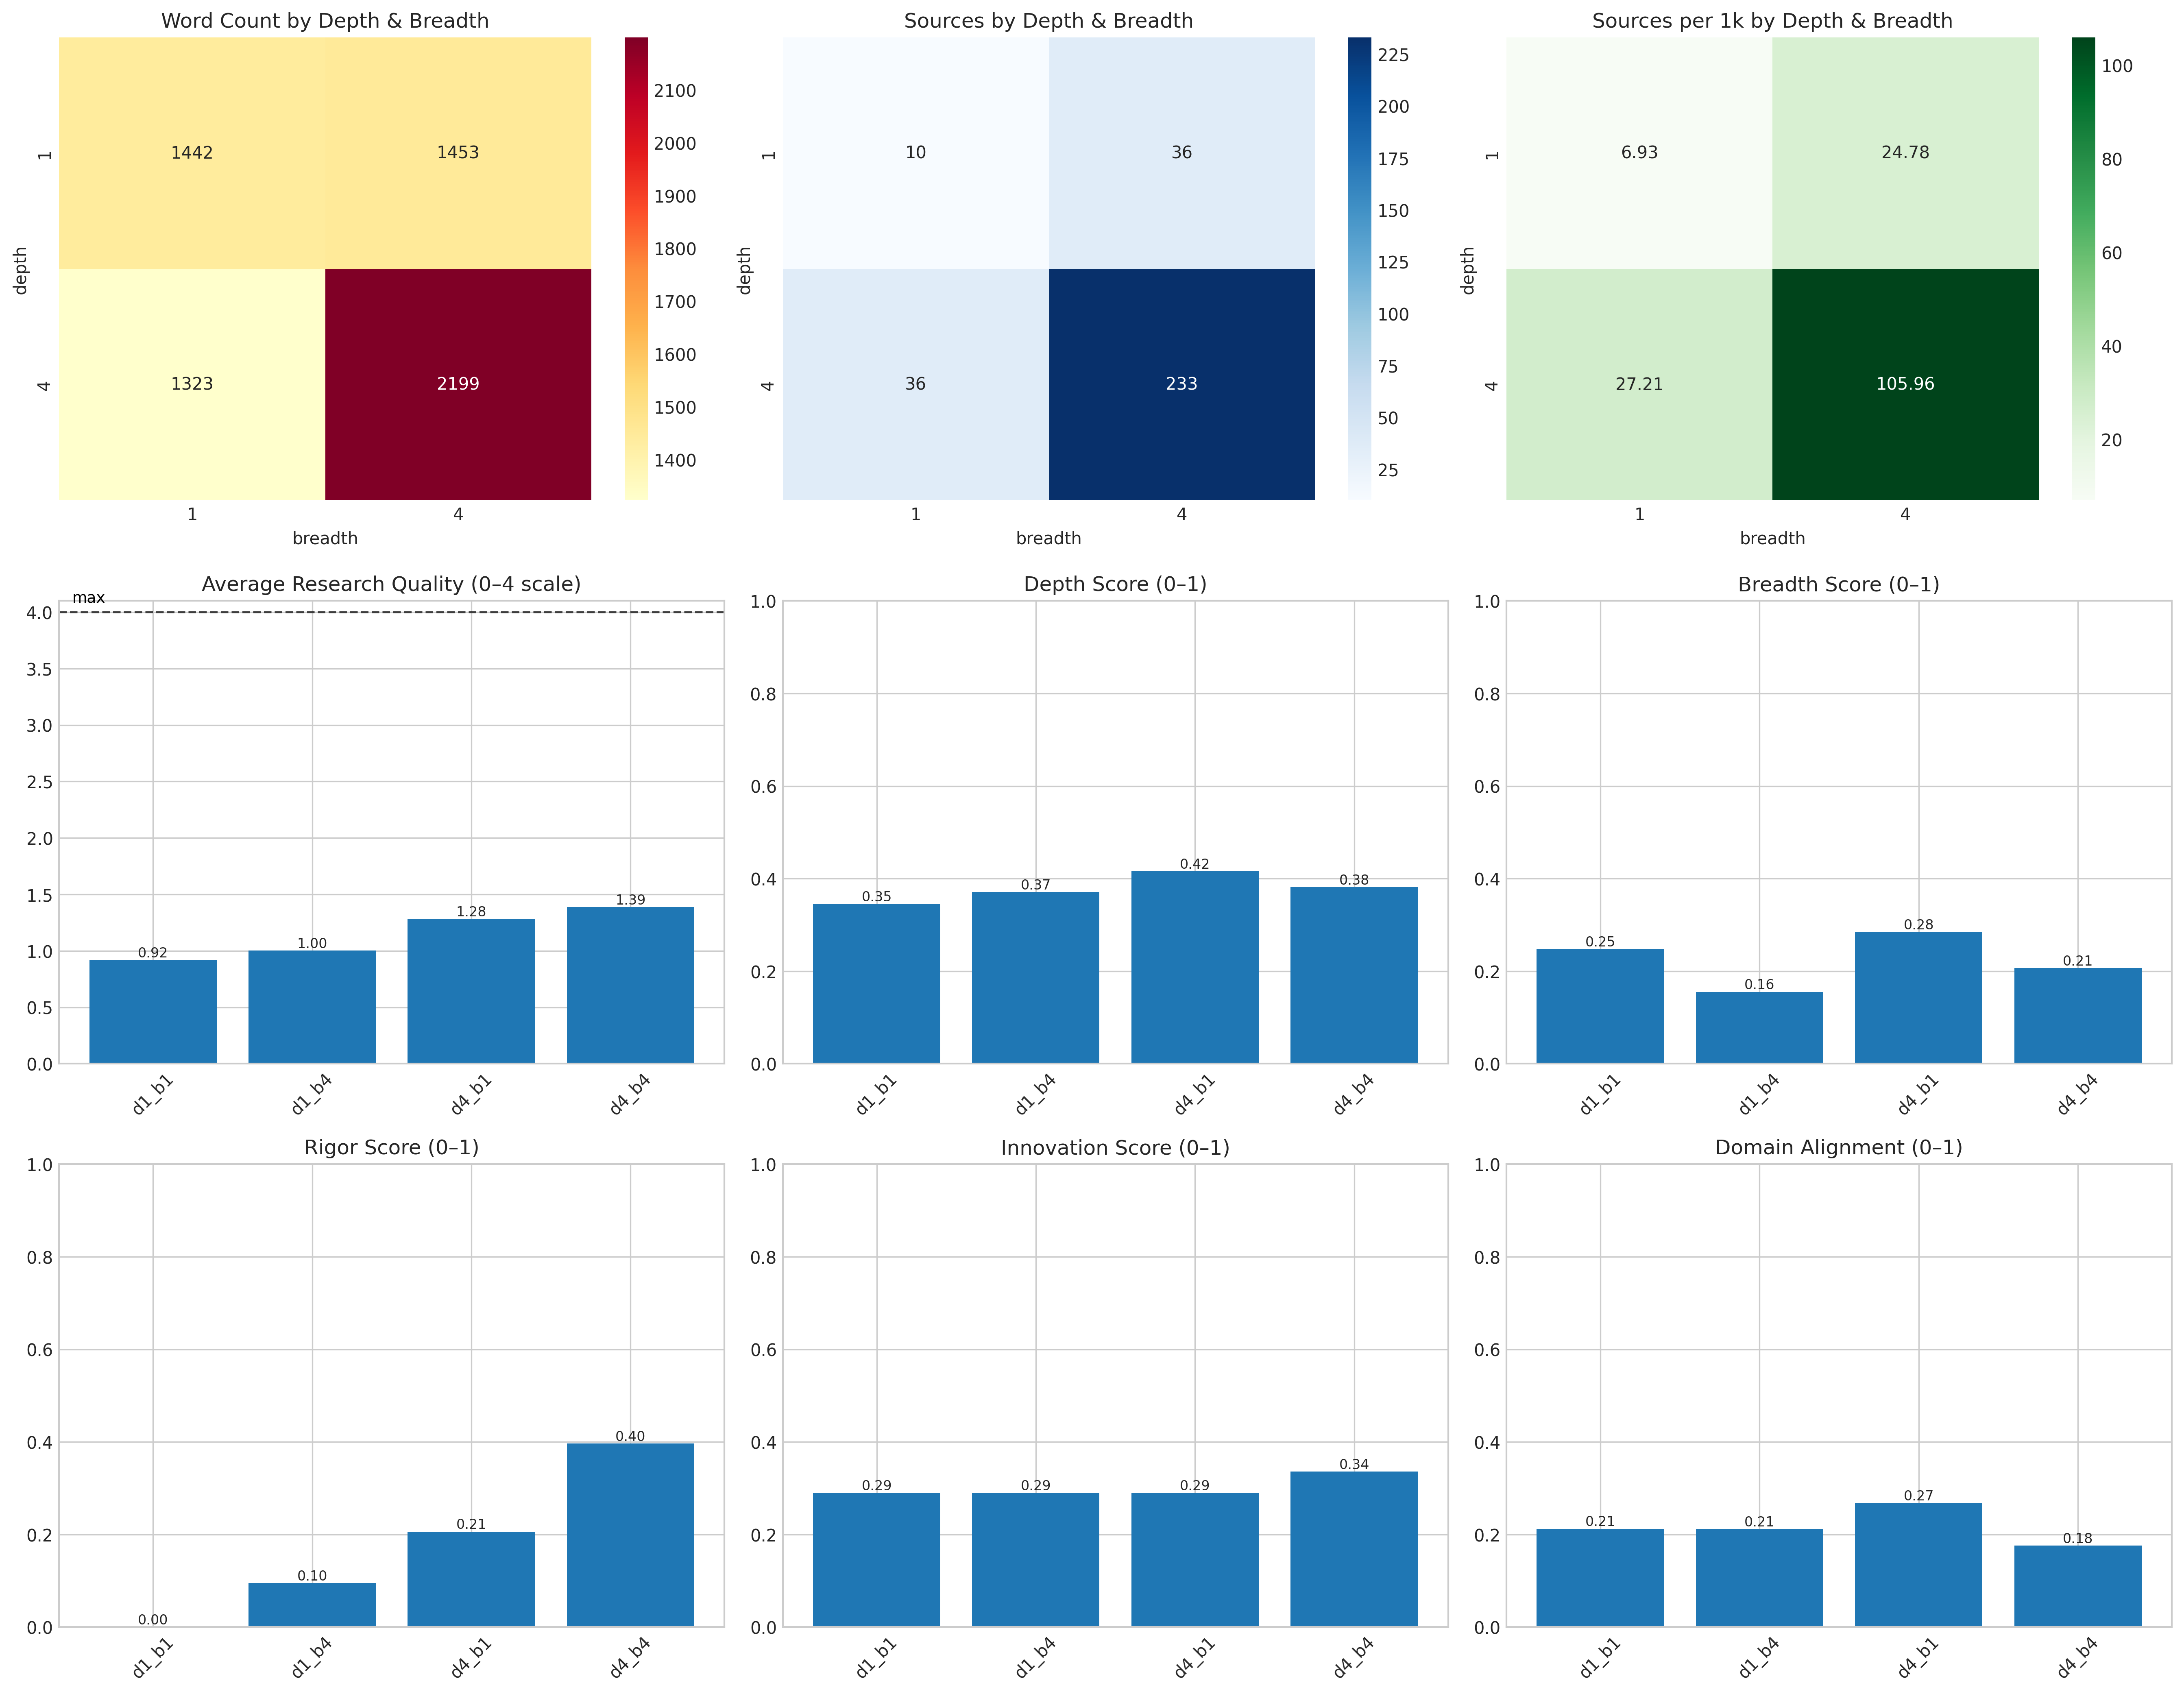 Word Count by Depth & Breadth
1442
1453
1323
2199
1
4
depth
1
4
breadth
2100
2000
1900
1800
1700
1600
1500
1400
Sources by Depth & Breadth
10
36
36
233
1
4
depth
1
4
breadth
225
200
175
150
125
100
75
50
25
Sources per 1k by Depth & Breadth
6.93
24.78
27.21
105.96
1
4
depth
1
4
breadth
100
80
60
40
20
Average Research Quality (0–4 scale)
max
4.0
3.5
3.0
2.5
2.0
1.5
1.0
0.5
0.0
0.92
1.00
1.28
1.39
d1_b1
d1_b4
d4_b1
d4_b4
Depth Score (0–1)
1.0
0.8
0.6
0.4
0.2
0.0
0.35
0.37
0.42
0.38
d1_b1
d1_b4
d4_b1
d4_b4
Breadth Score (0–1)
1.0
0.8
0.6
0.4
0.2
0.0
0.25
0.16
0.28
0.21
d1_b1
d1_b4
d4_b1
d4_b4
Rigor Score (0–1)
1.0
0.8
0.6
0.4
0.2
0.0
0.00
0.10
0.21
0.40
d1_b1
d1_b4
d4_b1
d4_b4
Innovation Score (0–1)
1.0
0.8
0.6
0.4
0.2
0.0
0.29
0.29
0.29
0.34
d1_b1
d1_b4
d4_b1
d4_b4
Domain Alignment (0–1)
1.0
0.8
0.6
0.4
0.2
0.0
0.21
0.21
0.27
0.18
d1_b1
d1_b4
d4_b1
d4_b4